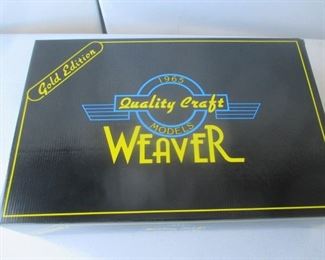 Gold Edition
1965
Quality Craft
MODELS
WEAVER